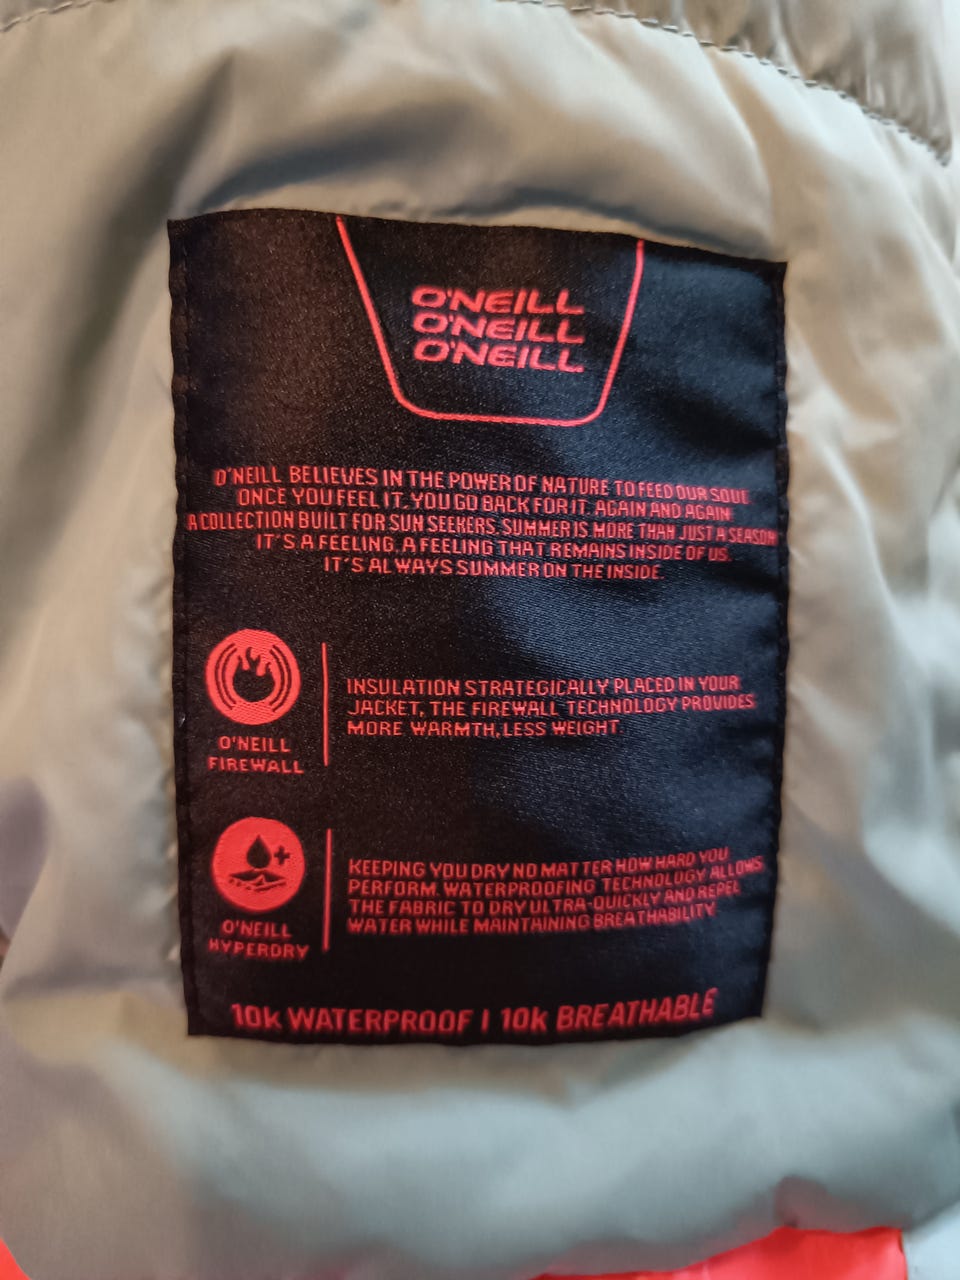 O'NEILL
O'NEILL
O'NEILL
O'NEILL BELIEVES IN THE POWER OF NATURE TO FEED OUR SOUL
ONCE YOU FEEL IT, YOU GO BACK FOR IT. AGAIN AND AGAIN
A COLLECTION BUILT FOR SUN SEEKERS. SUMMER IS MORE THAN JUST A SEASON
IT'S A FEELING. A FEELING THAT REMAINS INSIDE OF US.
IT'S ALWAYS SUMMER ON THE INSIDE.
O'NEILL
FIREWALL
INSULATION STRATEGICALLY PLACED IN YOUR
JACKET, THE FIREWALL TECHNOLOGY PROVIDES
MORE WARMTH, LESS WEIGHT.
O'NEILL
HYPERDRY
KEEPING YOU DRY NO MATTER HOW HARD YOU
PERFORM. WATERPROOFING TECHNOLOGY ALLOWS
THE FABRIC TO DRY ULTRA-QUICKLY AND REPEL
WATER WHILE MAINTAINING BREATHABILITY.
10k WATERPROOF | 10k BREATHABLE